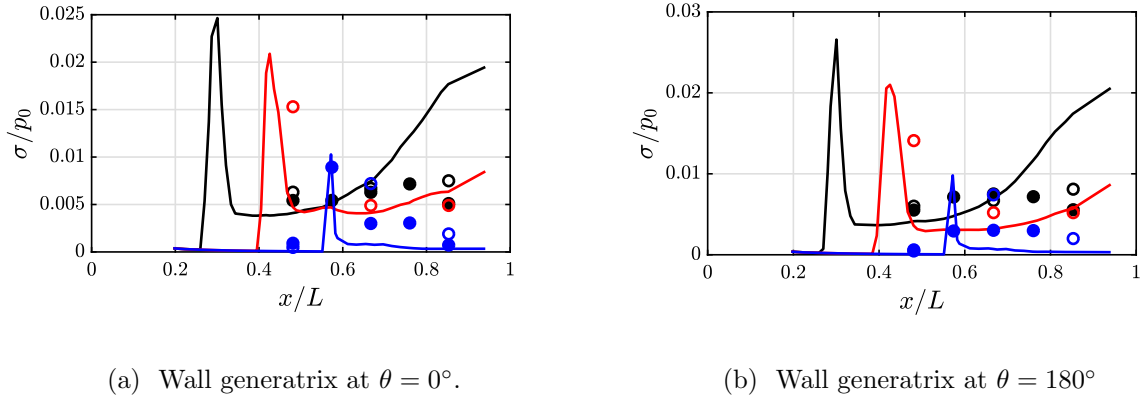 0.025
0.02
0.015
0.01
0.005
0
σ/p₀
0 0.2 0.4 0.6 0.8 1
x/L
(a) Wall generatrix at θ = 0°.
0.03
0.02
0.01
0
σ/p₀
0 0.2 0.4 0.6 0.8 1
x/L
(b) Wall generatrix at θ = 180°